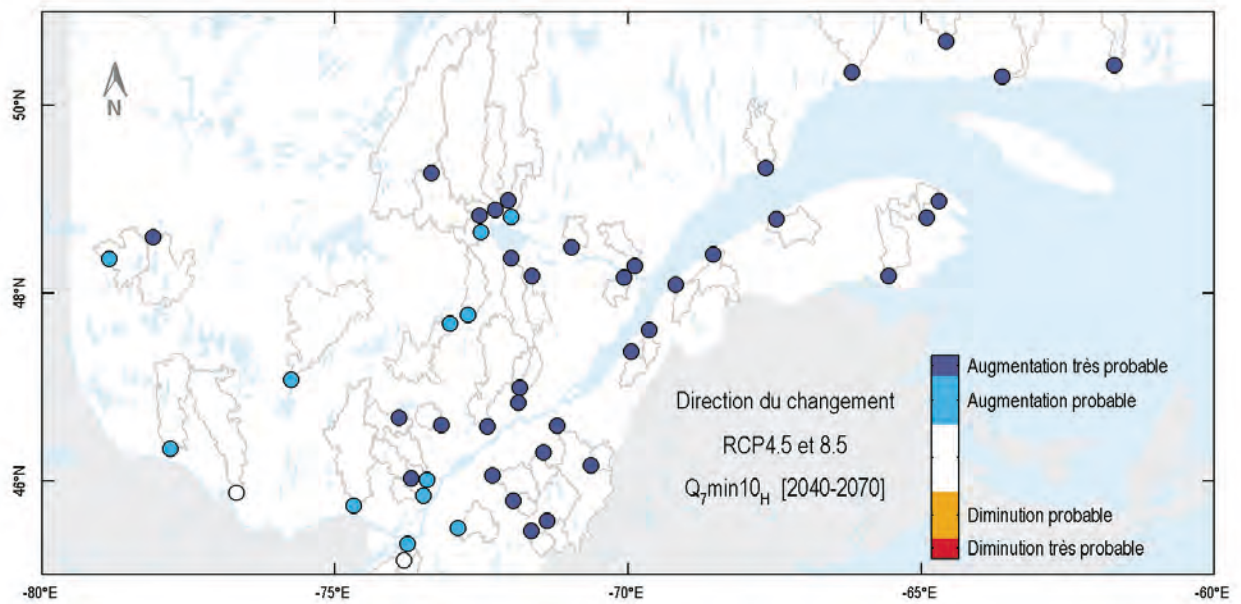 N
50°N
48°N
46°N
Direction du changement
RCP4.5 et 8.5
Q7min10H [2040-2070]
Augmentation très probable
Augmentation probable
Diminution probable
Diminution très probable
-80°E
-75°E
-70°E
-65°E
-60°E